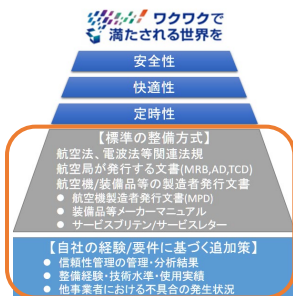 ワクワクで
満たされる世界を
安全性
快適性
定時性
【標準の整備方式】
航空法、電波法等関連法規
航空局が発行する文書(MRB,AD,TCD)
航空機/装備品等の製造者発行文書
• 航空機製造者発行文書(MPD)
• 装備品等メーカーマニュアル
• サービスブリテン/サービスレター
【自社の経験/要件に基づく追加策】
• 信頼性管理の管理・分析結果
• 整備経験・技術水準・使用実績
• 他事業者における不具合の発生状況